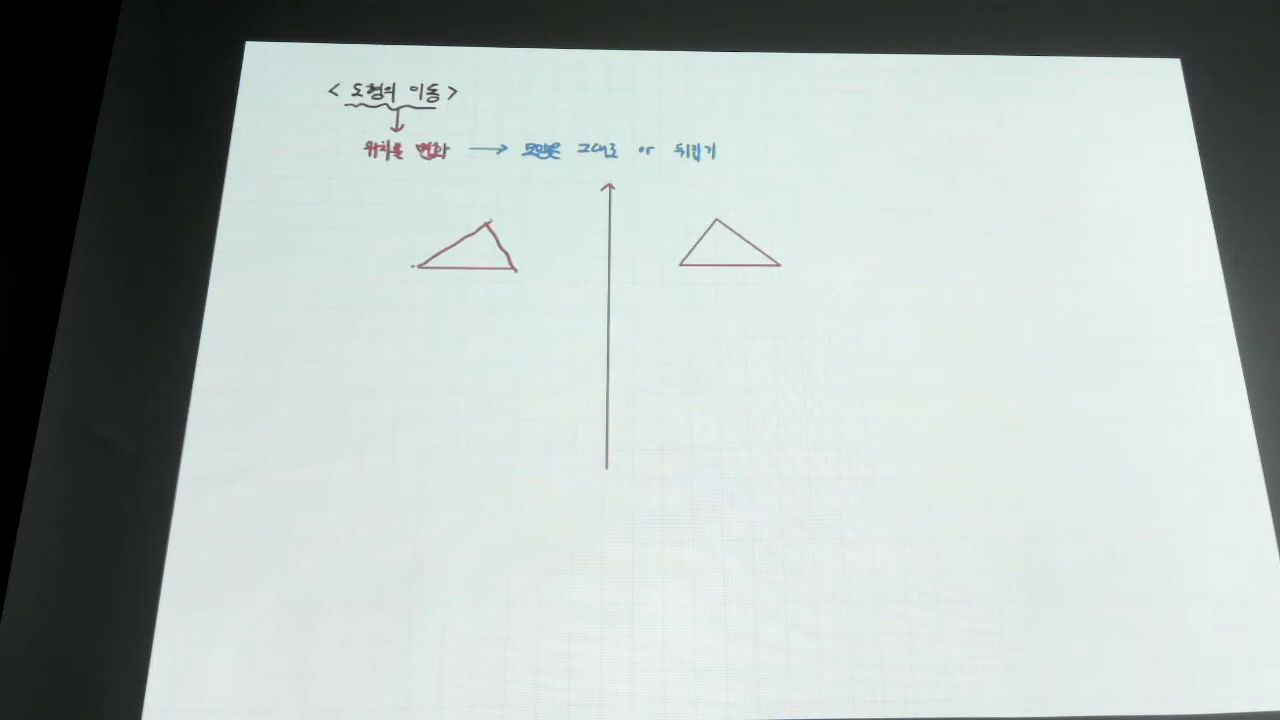 < 도형의 이동 >
위치를 변화 → 모양은 그대로 or 뒤집기